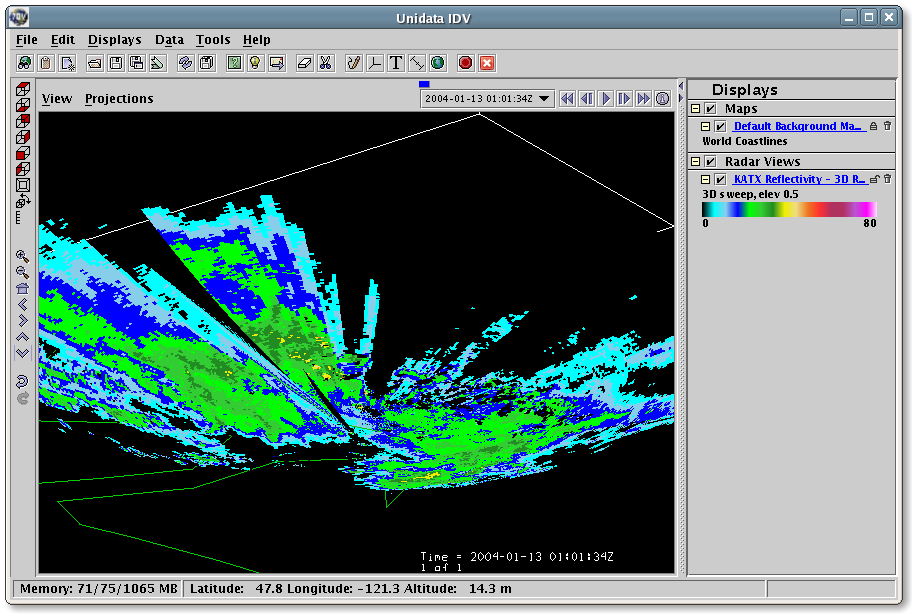 Unidata IDV
File Edit Displays Data Tools Help
View Projections
2004-01-13 01:01:34Z
Time = 2004-01-13 01:01:34Z
1 of 1
Displays
Maps
Default Background Ma...
World Coastlines
Radar Views
KATX Reflectivity - 3D R...
3D sweep, elev 0.5
0 80
Memory: 71/75/1065 MB Latitude: 47.8 Longitude: -121.3 Altitude: 14.3 m